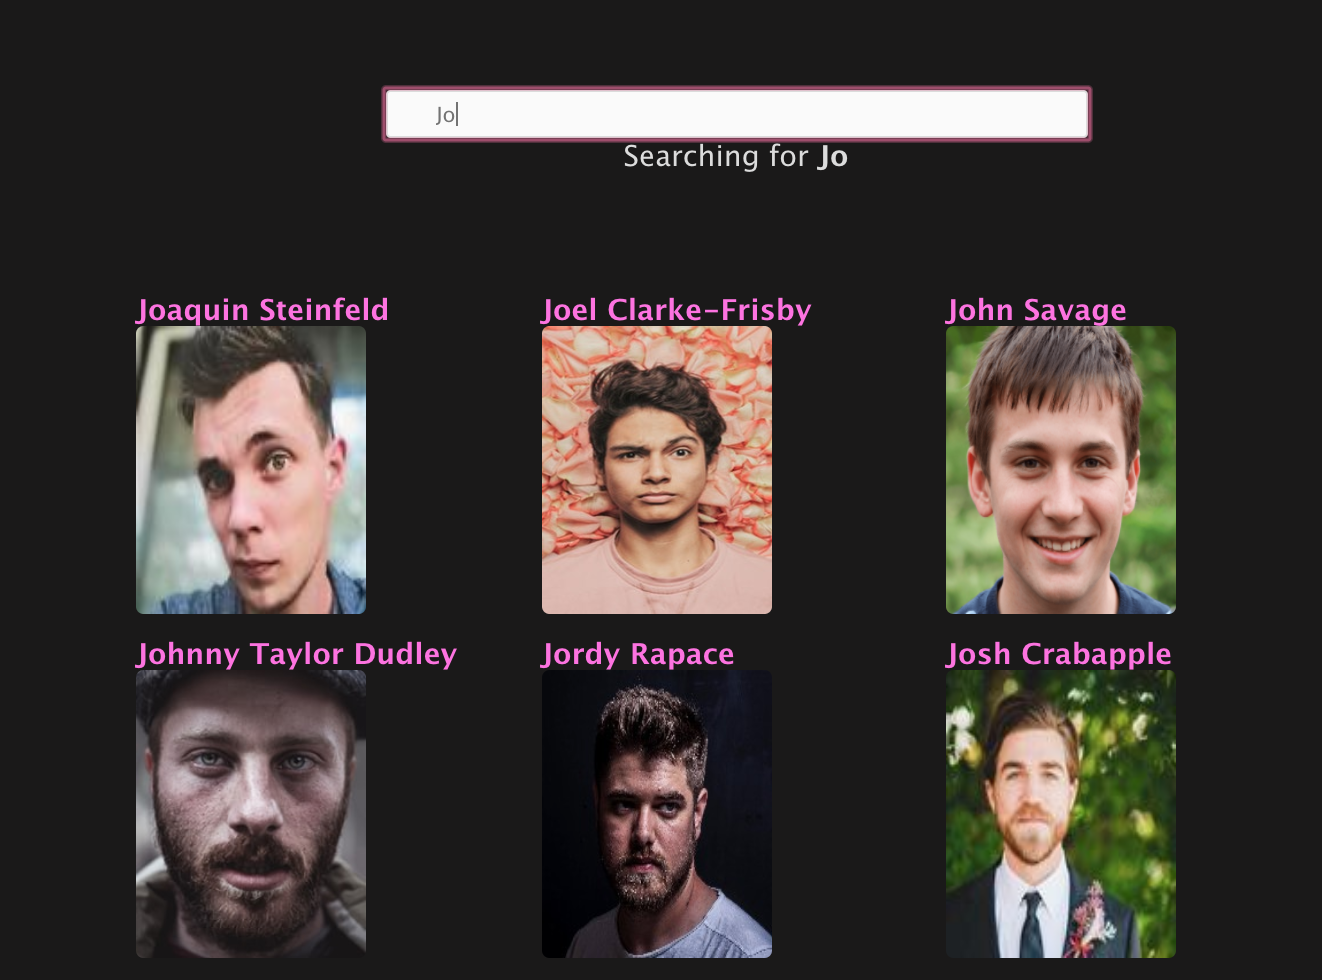 Jo
Searching for Jo
Joaquin Steinfeld
Joel Clarke-Frisby
John Savage
Johnny Taylor Dudley
Jordy Rapace
Josh Crabapple